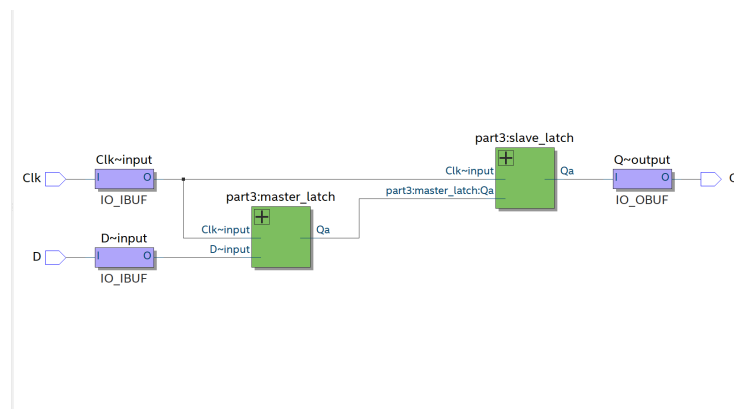 part3:slave_latch
Clk~input
Q~output
Clk
I
O
Clk~input
Qa
I
O
IO_IBUF
part3:master_latch
part3:master_latch:Qa
IO_OBUF
D~input
Clk~input
Qa
D
I
O
D~input
IO_IBUF